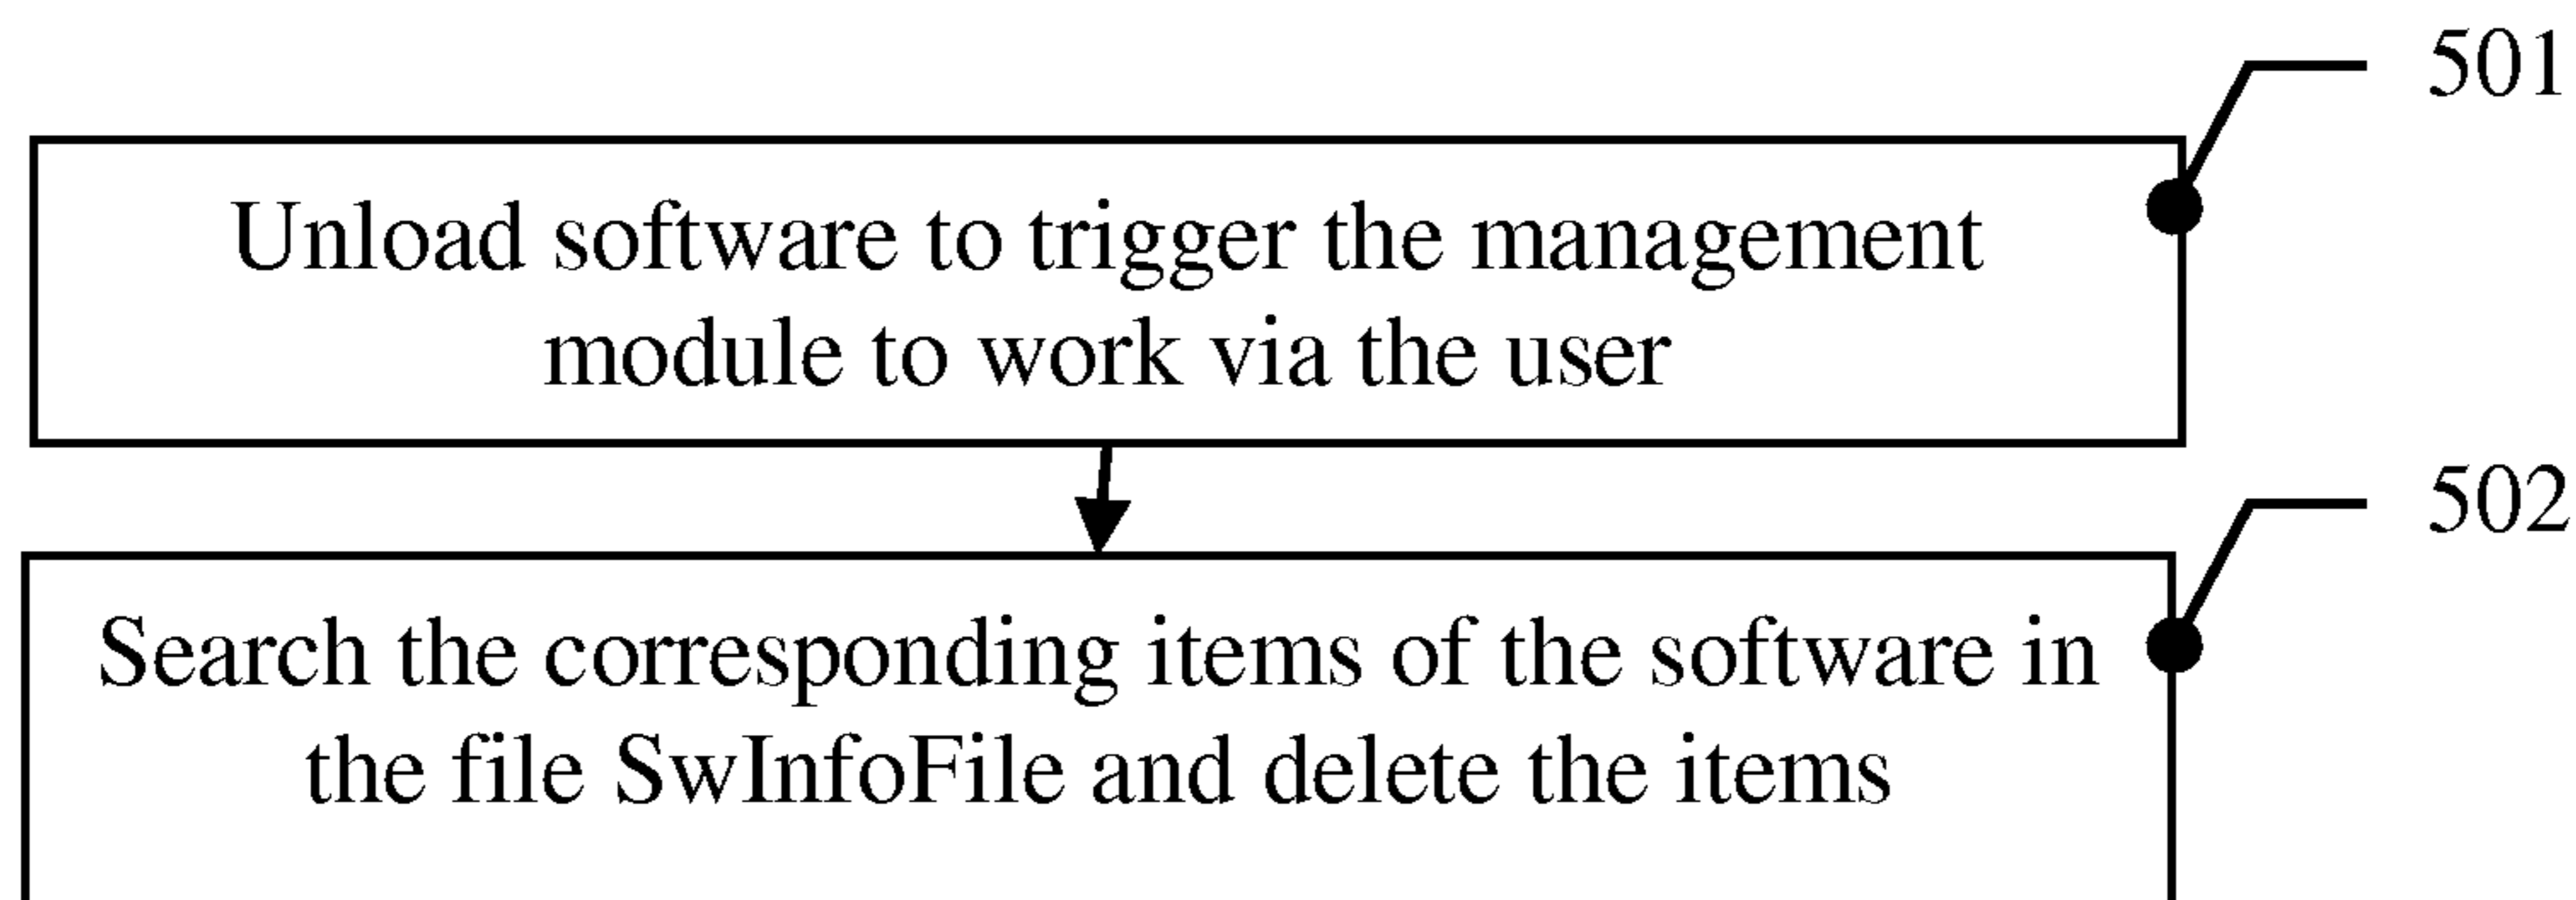 501
Unload software to trigger the management
module to work via the user
502
Search the corresponding items of the software in
the file SwInfoFile and delete the items